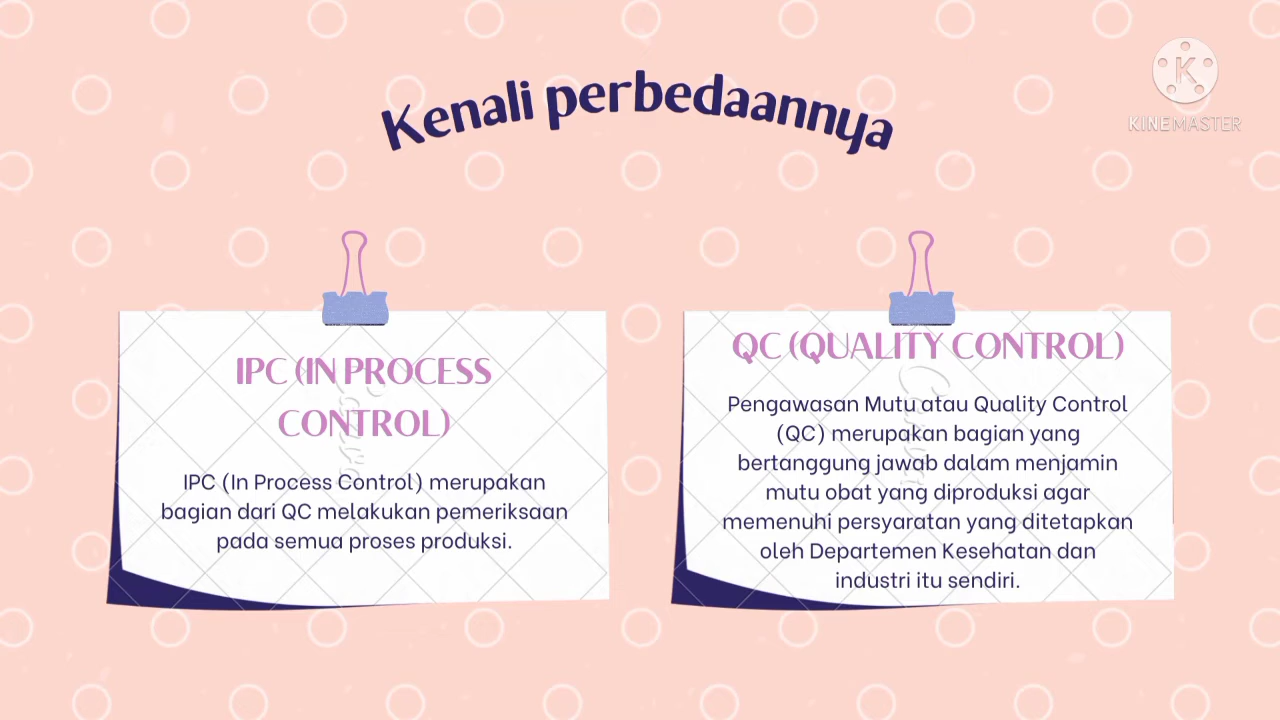 Kenali perbedaannya
KINEMASTER
IPC (IN PROCESS
CONTROL)
IPC (In Process Control) merupakan
bagian dari QC melakukan pemeriksaan
pada semua proses produksi.
QC (QUALITY CONTROL)
Pengawasan Mutu atau Quality Control
(QC) merupakan bagian yang
bertanggung jawab dalam menjamin
mutu obat yang diproduksi agar
memenuhi persyaratan yang ditetapkan
oleh Departemen Kesehatan dan
industri itu sendiri.